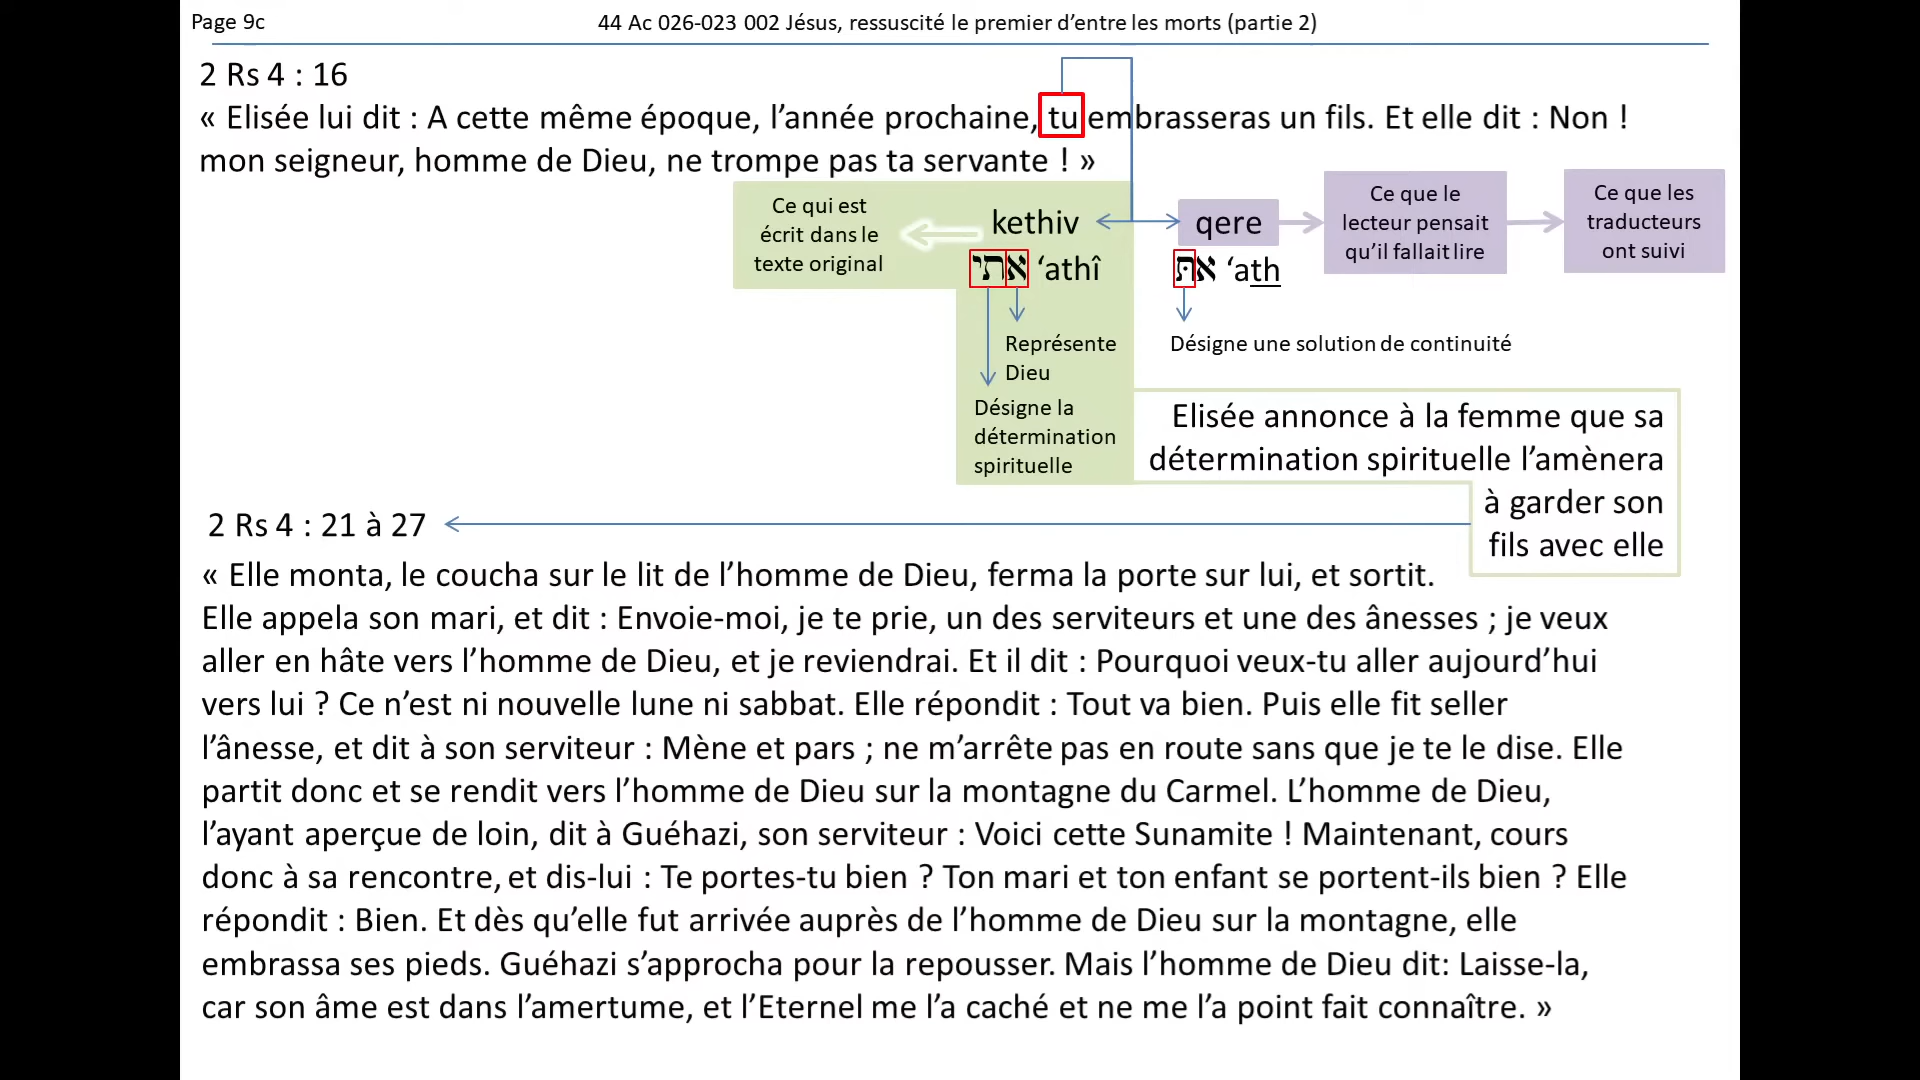 Page 9c
44 Ac 026-023 002 Jésus, ressuscité le premier d’entre les morts (partie 2)
2 Rs 4 : 16
« Elisée lui dit : A cette même époque, l’année prochaine, tu embrasseras un fils. Et elle dit : Non !
mon seigneur, homme de Dieu, ne trompe pas ta servante ! »
Ce qui est
écrit dans le
texte original
kethiv
אתי ‘athî
qere
אתּ ‘ath
Ce que le
lecteur pensait
qu’il fallait lire
Ce que les
traducteurs
ont suivi
Représente
Dieu
Désigne la
détermination
spirituelle
Désigne une solution de continuité
Elisée annonce à la femme que sa
détermination spirituelle l’amènera
à garder son
fils avec elle
2 Rs 4 : 21 à 27
« Elle monta, le coucha sur le lit de l’homme de Dieu, ferma la porte sur lui, et sortit.
Elle appela son mari, et dit : Envoie-moi, je te prie, un des serviteurs et une des ânesses ; je veux
aller en hâte vers l’homme de Dieu, et je reviendrai. Et il dit : Pourquoi veux-tu aller aujourd’hui
vers lui ? Ce n’est ni nouvelle lune ni sabbat. Elle répondit : Tout va bien. Puis elle fit seller
l’ânesse, et dit à son serviteur : Mène et pars ; ne m’arrête pas en route sans que je te le dise. Elle
partit donc et se rendit vers l’homme de Dieu sur la montagne du Carmel. L’homme de Dieu,
l’ayant aperçue de loin, dit à Guéhazi, son serviteur : Voici cette Sunamite ! Maintenant, cours
donc à sa rencontre, et dis-lui : Te portes-tu bien ? Ton mari et ton enfant se portent-ils bien ? Elle
répondit : Bien. Et dès qu’elle fut arrivée auprès de l’homme de Dieu sur la montagne, elle
embrassa ses pieds. Guéhazi s’approcha pour la repousser. Mais l’homme de Dieu dit: Laisse-la,
car son âme est dans l’amertume, et l’Eternel me l’a caché et ne me l’a point fait connaître. »